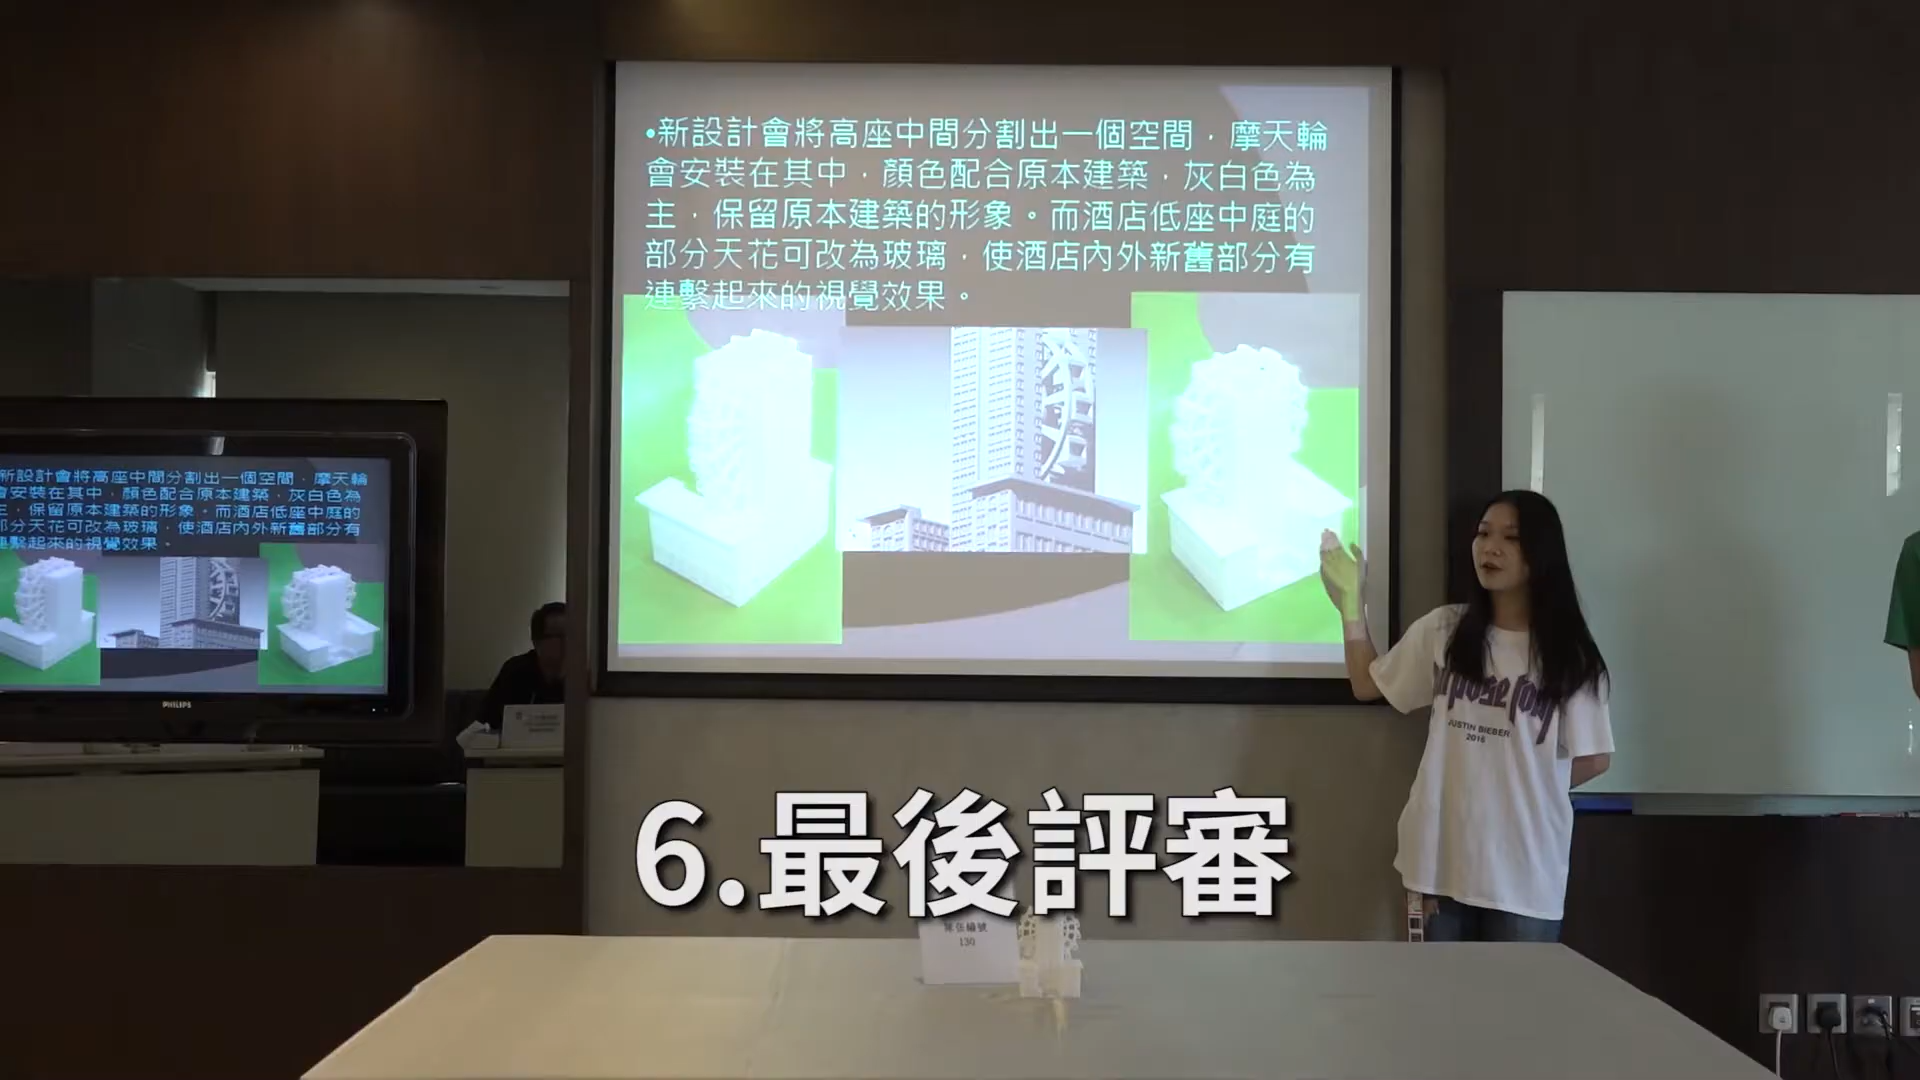 •新設計會將高座中間分割出一個空間，摩天輪
會安裝在其中，顏色配合原本建築，灰白色為
主，保留原本建築的形象。而酒店低座中庭的
部分天花可改為玻璃，使酒店內外新舊部分有
連繫起來的視覺效果。
新設計會將高座中間分割出一個空間，摩天輪
會安裝在其中，顏色配合原本建築，灰白色為
主，保留原本建築的形象。而酒店低座中庭的
部分天花可改為玻璃，使酒店內外新舊部分有
連繫起來的視覺效果。
PHILIPS
JUSTIN BIEBER
2016
6.最後評審
隊伍編號
130